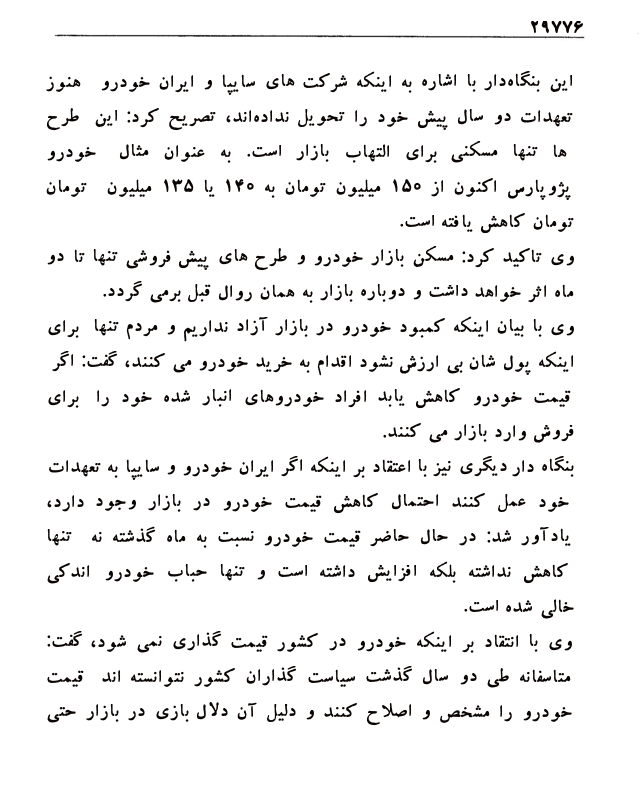 ۲۹۷۷۶
این بنگاه‌دار با اشاره به اینکه شرکت های سایپا و ایران خودرو هنوز
تعهدات دو سال پیش خود را تحویل نداده‌اند، تصریح کرد: این طرح
ها تنها مسکنی برای التهاب بازار است. به عنوان مثال خودرو
پژوپارس اکنون از ۱۵۰ میلیون تومان به ۱۴۰ یا ۱۳۵ میلیون تومان
تومان کاهش یافته است.
وی تاکید کرد: مسکن بازار خودرو و طرح های پیش فروشی تنها تا دو
ماه اثر خواهد داشت و دوباره بازار به همان روال قبل برمی گردد.
وی با بیان اینکه کمبود خودرو در بازار آزاد نداریم و مردم تنها برای
اینکه پول شان بی ارزش نشود اقدام به خرید خودرو می کنند، گفت: اگر
قیمت خودرو کاهش یابد افراد خودروهای انبار شده خود را برای
فروش وارد بازار می کنند.
بنگاه دار دیگری نیز با اعتقاد بر اینکه اگر ایران خودرو و سایپا به تعهدات
خود عمل کنند احتمال کاهش قیمت خودرو در بازار وجود دارد،
یادآور شد: در حال حاضر قیمت خودرو نسبت به ماه گذشته نه تنها
کاهش نداشته بلکه افزایش داشته است و تنها حباب خودرو اندکی
خالی شده است.
وی با انتقاد بر اینکه خودرو در کشور قیمت گذاری نمی شود، گفت:
متاسفانه طی دو سال گذشت سیاست گذاران کشور نتوانسته اند قیمت
خودرو را مشخص و اصلاح کنند و دلیل آن دلال بازی در بازار حتی